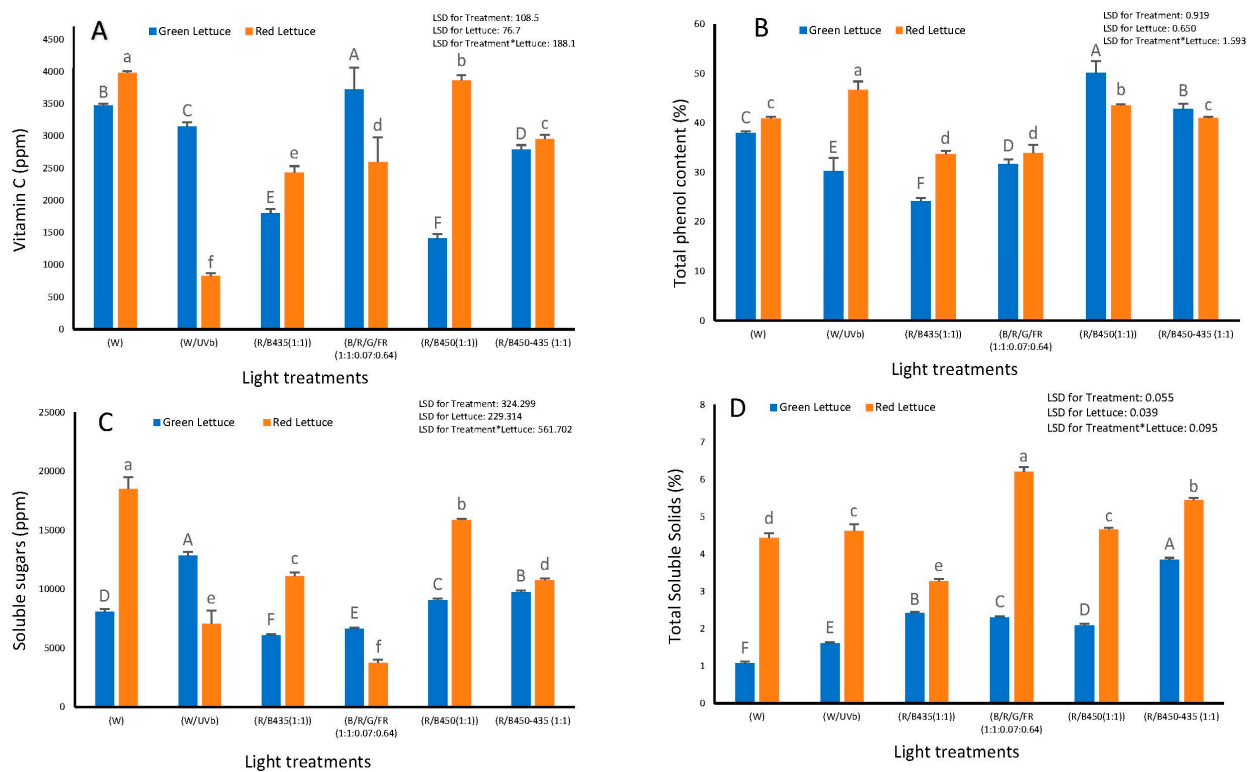 A
LSD for Treatment: 108.5
LSD for Lettuce: 76.7
LSD for Treatment*Lettuce: 188.1
Green Lettuce Red Lettuce
Vitamin C (ppm)
4500
4000
3500
3000
2500
2000
1500
1000
500
0
B a C f E e A d F b D c
(W) (W/UVb) (R/B435(1:1)) (B/R/G/FR (R/B450(1:1)) (R/B450-435 (1:1)
(1:1:0.07:0.64)
Light treatments
B
LSD for Treatment: 0.919
LSD for Lettuce: 0.650
LSD for Treatment*Lettuce: 1.593
Green Lettuce Red Lettuce
Total phenol content (%)
60
50
40
30
20
10
0
C c E a F d D d A b B c
(W) (W/UVb) (R/B435(1:1)) (B/R/G/FR (R/B450(1:1)) (R/B450-435 (1:1)
(1:1:0.07:0.64)
Light treatments
C
LSD for Treatment: 324.299
LSD for Lettuce: 229.314
LSD for Treatment*Lettuce: 561.702
Green Lettuce Red Lettuce
Soluble sugars (ppm)
25000
20000
15000
10000
5000
0
D a A e F c E f C b B d
(W) (W/UVb) (R/B435(1:1)) (B/R/G/FR (R/B450(1:1)) (R/B450-435 (1:1)
(1:1:0.07:0.64)
Light treatments
D
LSD for Treatment: 0.055
LSD for Lettuce: 0.039
LSD for Treatment*Lettuce: 0.095
Green Lettuce Red Lettuce
Total Soluble Solids (%)
8
7
6
5
4
3
2
1
0
F d E c B e C a D c A b
(W) (W/UVb) (R/B435(1:1)) (B/R/G/FR (R/B450(1:1)) (R/B450-435 (1:1)
(1:1:0.07:0.64)
Light treatments